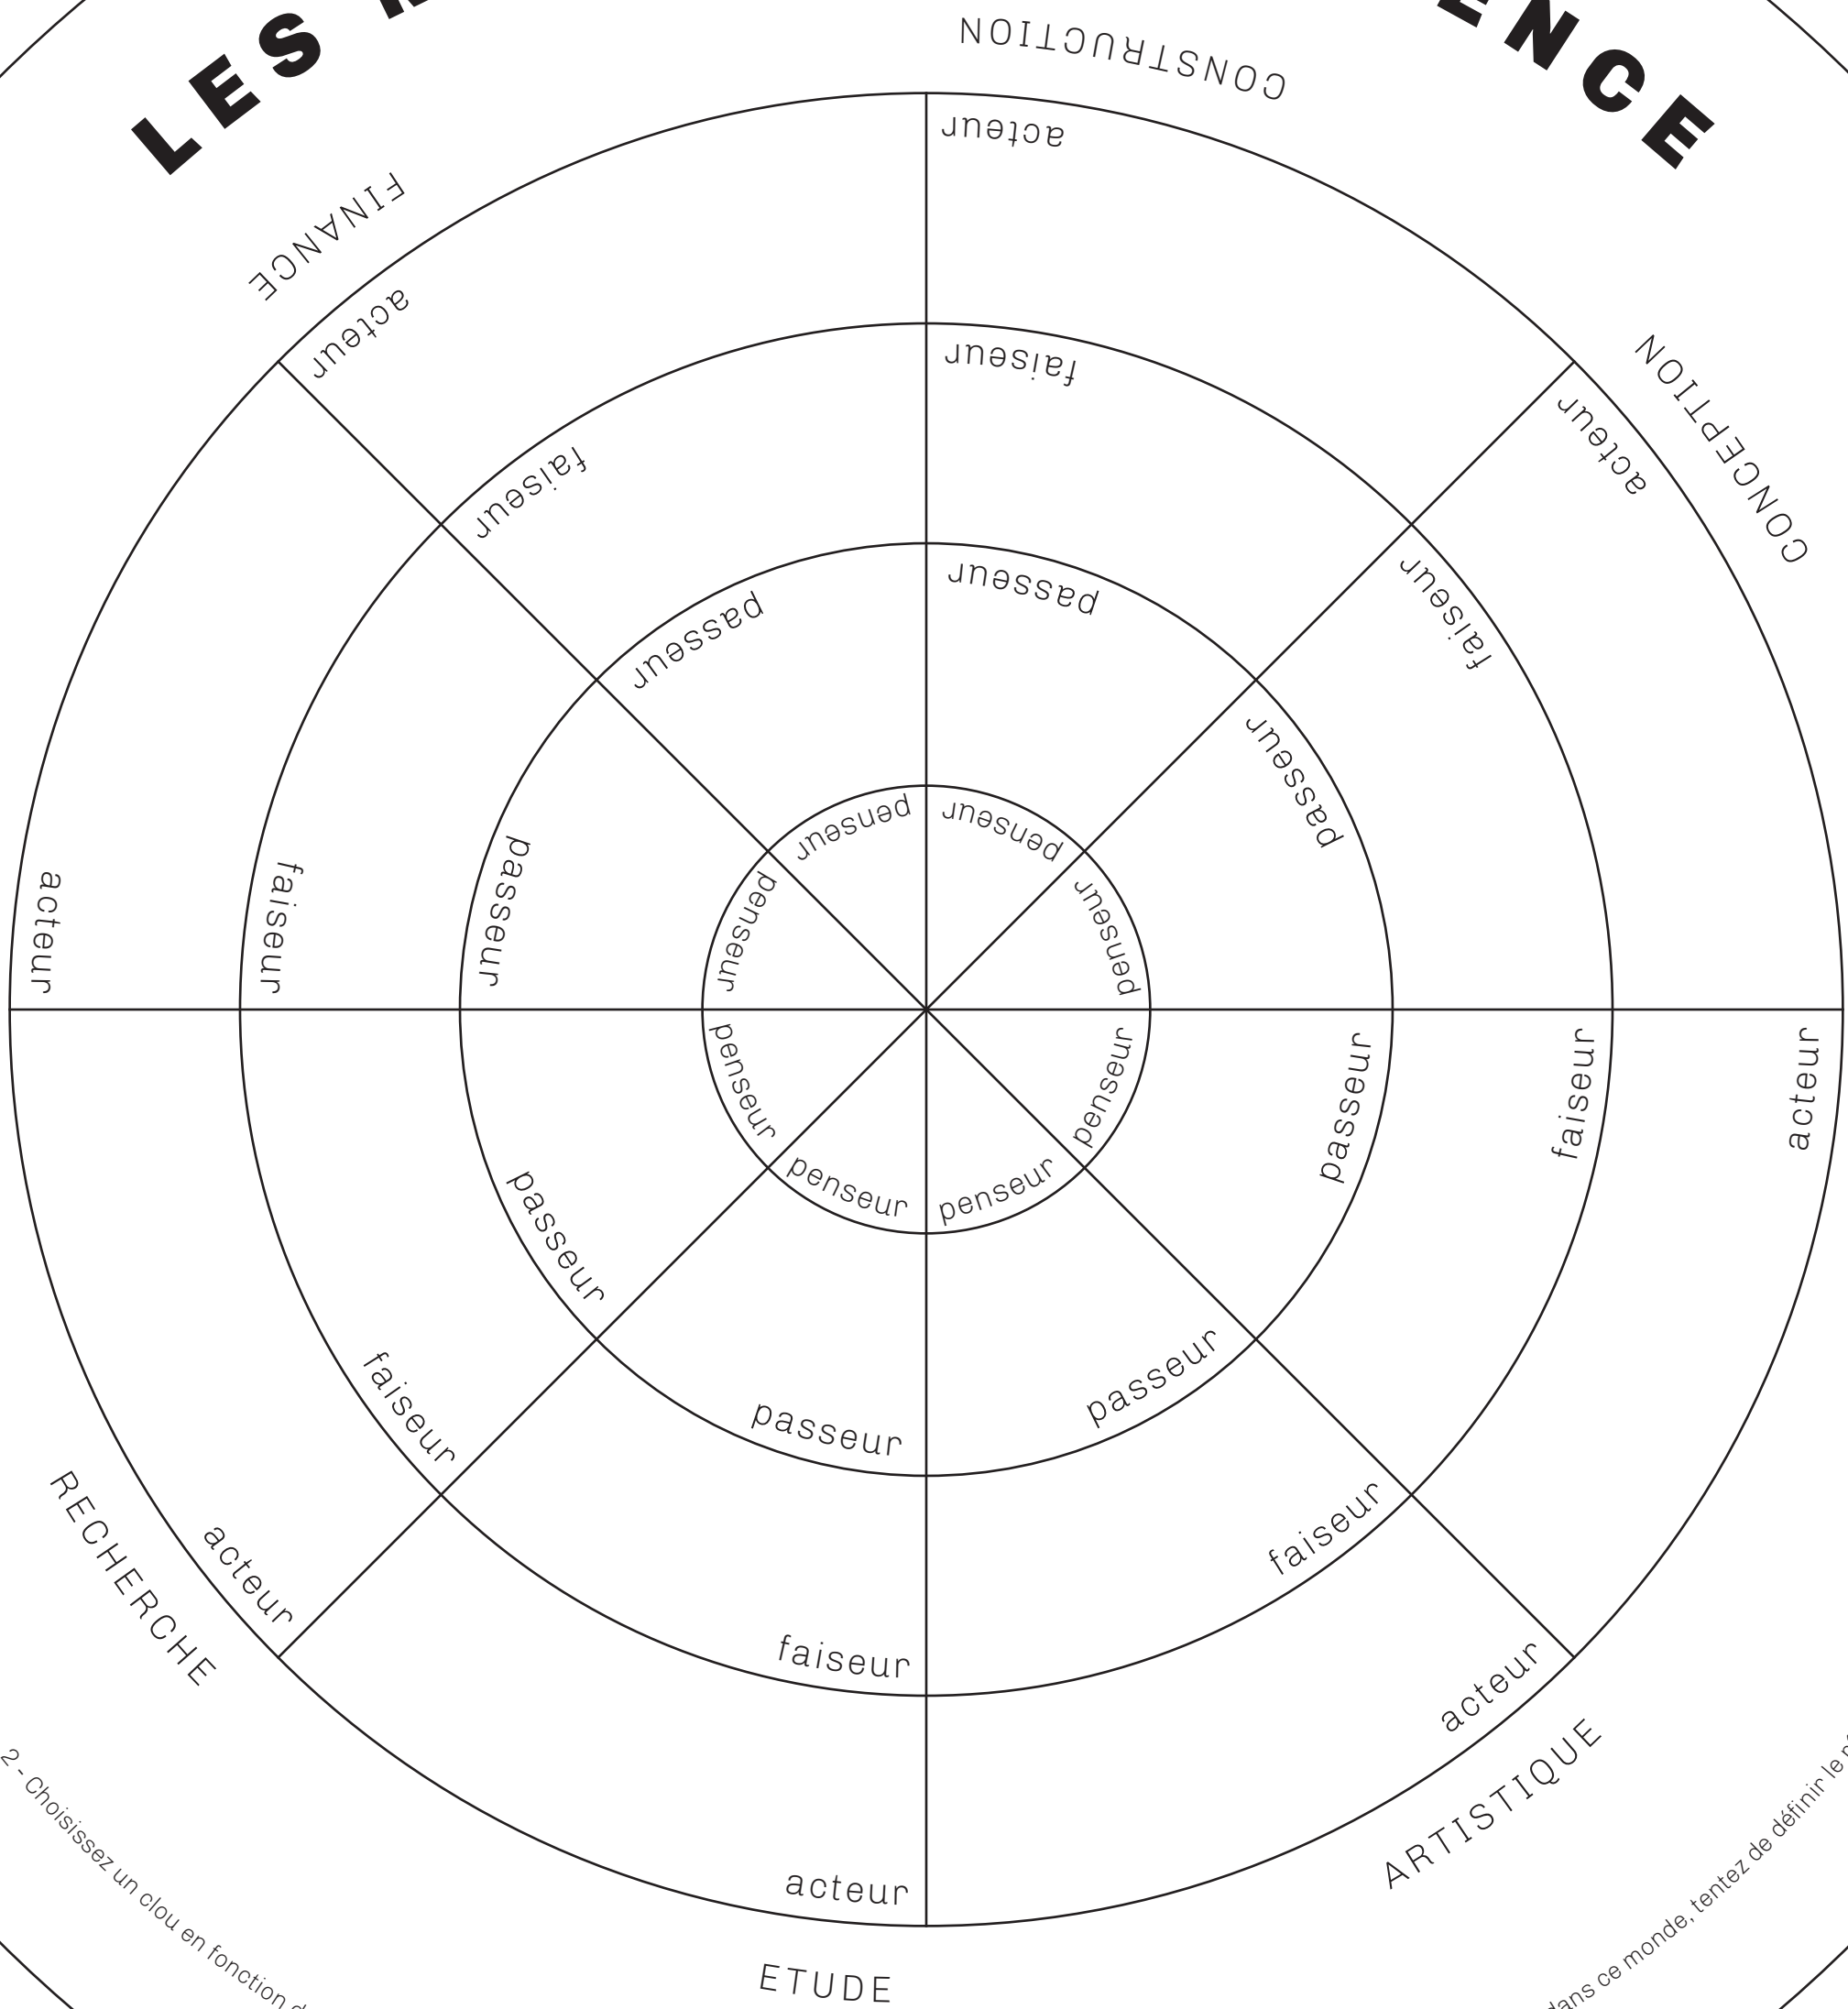 LES
ENCE
CONSTRUCTION
FINANCE
CONCEPTION
RECHERCHE
ARTISTIQUE
ETUDE
acteur
faiseur
passeur
penseur
acteur
faiseur
passeur
penseur
acteur
faiseur
passeur
penseur
acteur
faiseur
passeur
penseur
acteur
faiseur
passeur
penseur
acteur
faiseur
passeur
penseur
acteur
faiseur
passeur
penseur
acteur
faiseur
passeur
penseur
2 - Choisissez un clou en fonction
dans ce monde, tentez de définir le